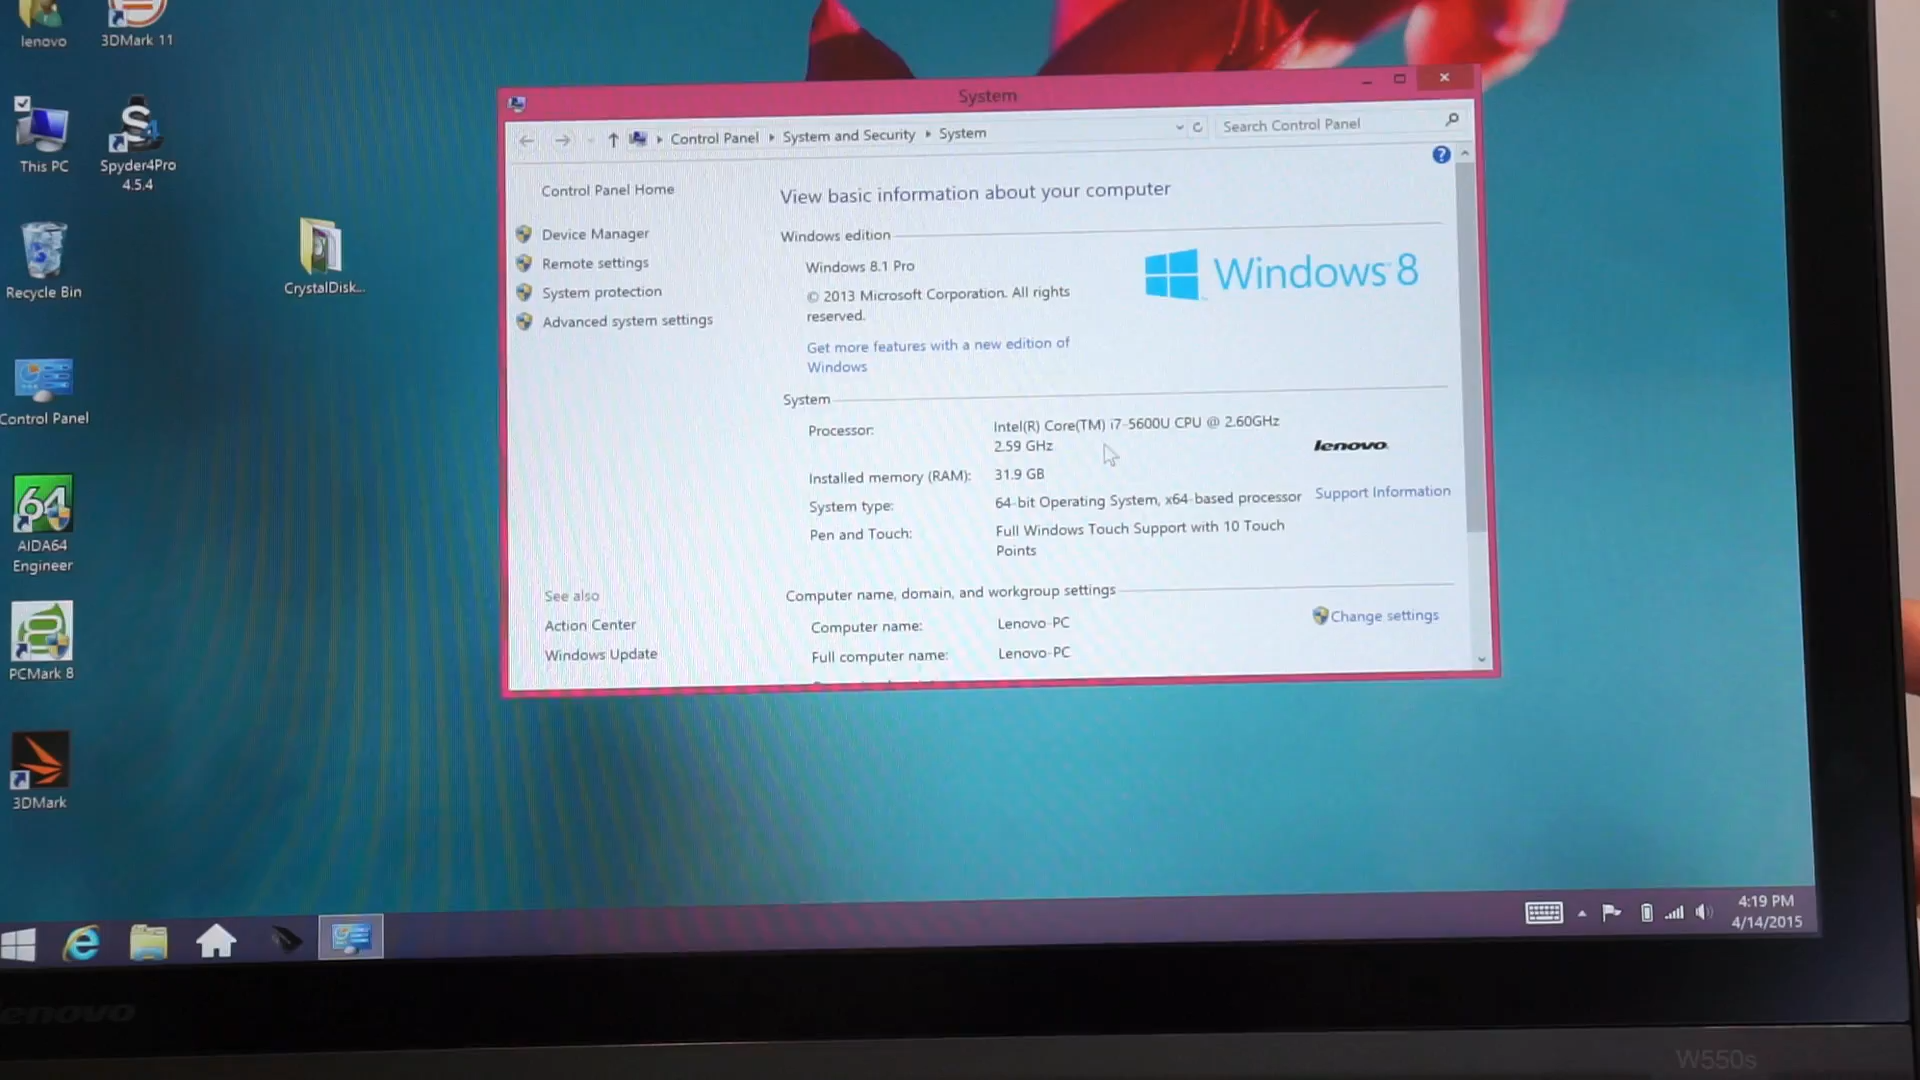 lenovo
3DMark 11
This PC
Spyder4Pro
4.5.4
Recycle Bin
CrystalDisk...
Control Panel
64
AIDA64
Engineer
PCMark 8
3DMark
System
Control Panel
System and Security
System
Search Control Panel
Control Panel Home
Device Manager
Remote settings
System protection
Advanced system settings
See also
Action Center
Windows Update
View basic information about your computer
Windows edition
Windows 8.1 Pro
© 2013 Microsoft Corporation. All rights
reserved.
Get more features with a new edition of
Windows
Windows 8
System
Processor: Intel(R) Core(TM) i7-5600U CPU @ 2.60GHz
2.59 GHz
Installed memory (RAM): 31.9 GB
System type: 64-bit Operating System, x64-based processor
Pen and Touch: Full Windows Touch Support with 10 Touch
Points
lenovo
Support Information
Computer name, domain, and workgroup settings
Computer name: Lenovo-PC
Change settings
Full computer name: Lenovo-PC
4:19 PM
4/14/2015
lenovo
W550s